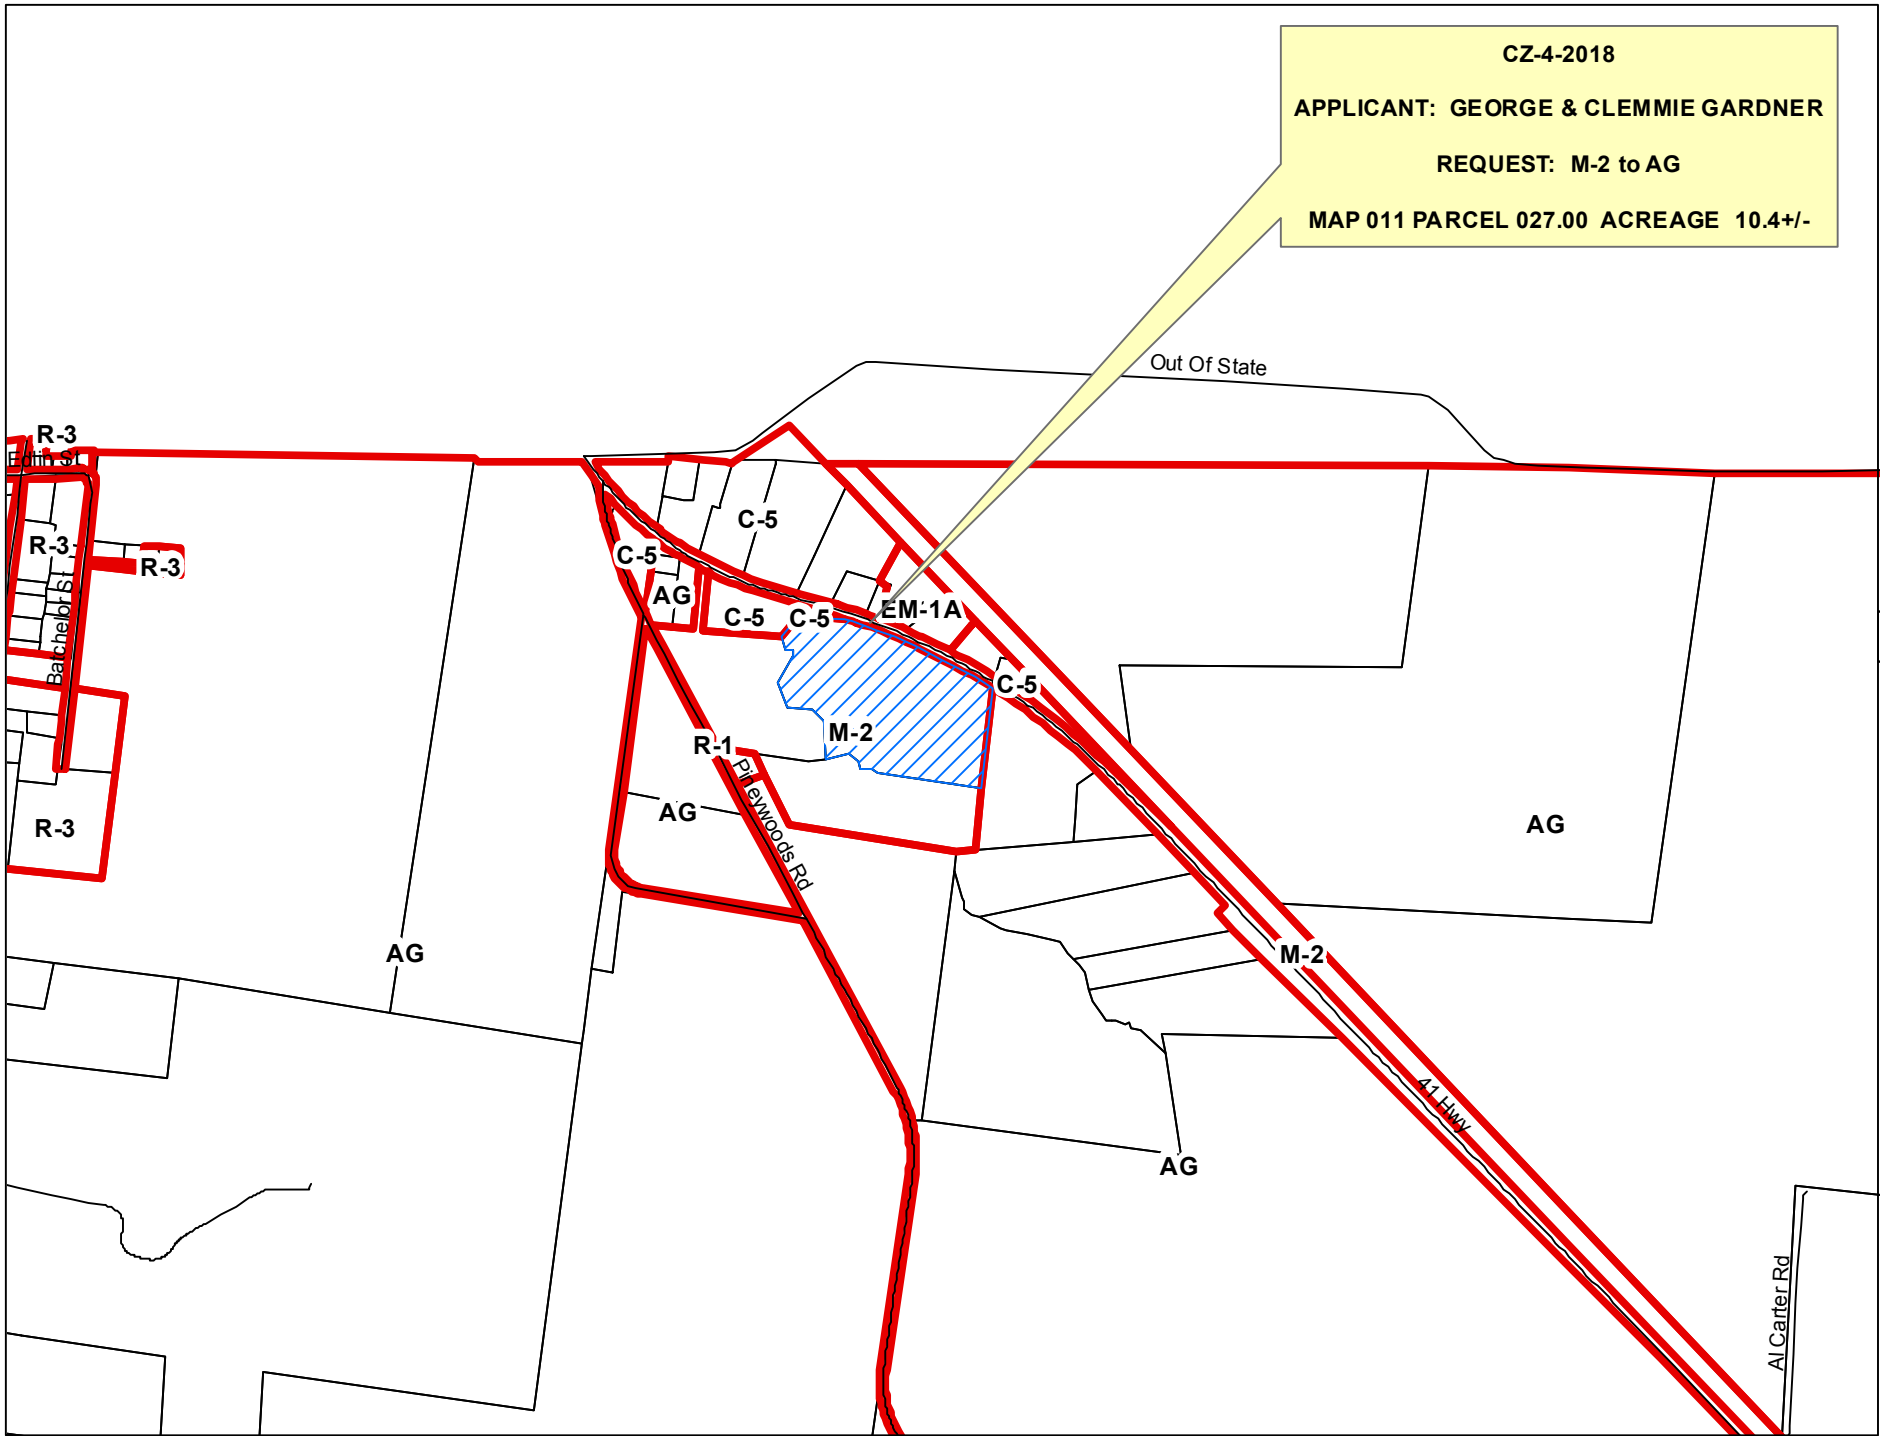 CZ-4-2018
APPLICANT: GEORGE & CLEMMIE GARDNER
REQUEST: M-2 to AG
MAP 011 PARCEL 027.00 ACREAGE 10.4+/-
Out Of State
R-3
Edlin St
C-5
R-3
C-5
R-3
AG
EM-1A
C-5
C-5
Batchelor St
C-5
M-2
R-1
Pineywoods Rd
AG
AG
R-3
AG
M-2
41 Hwy
AG
Al Carter Rd